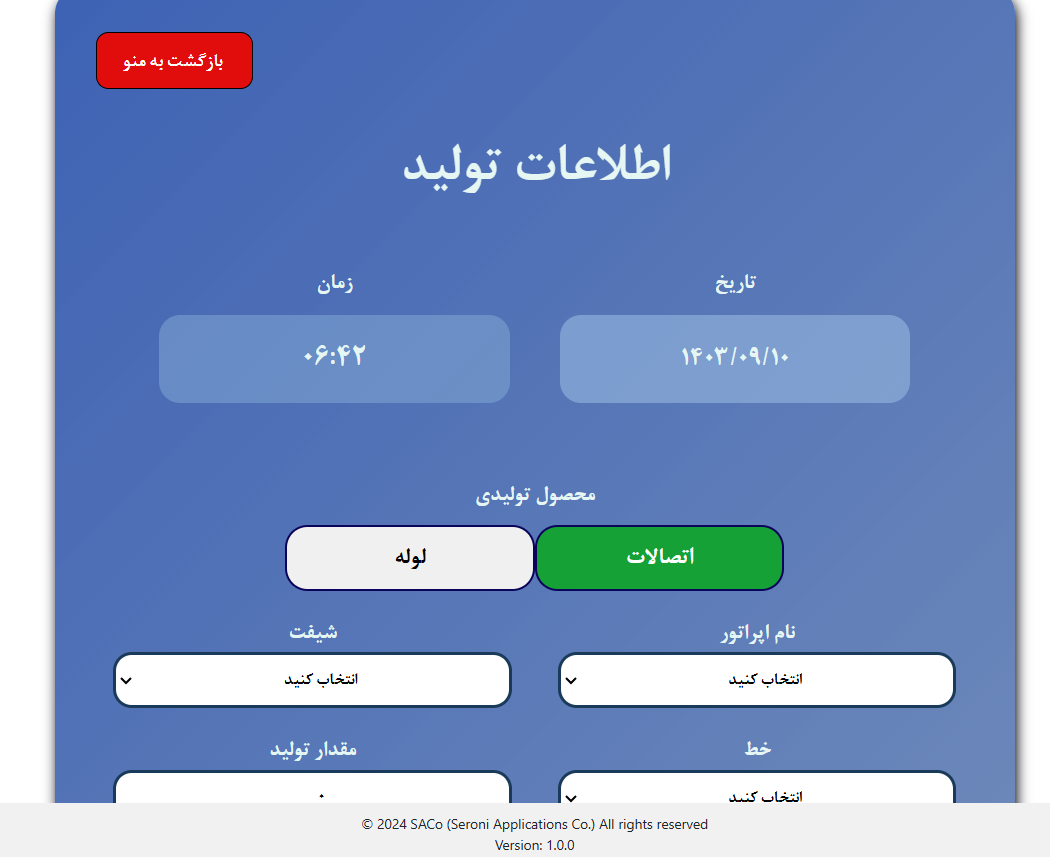 بازگشت به منو
اطلاعات تولید
تاریخ
زمان
۱۴۰۳/۰۹/۱۰
۰۶:۴۲
محصول تولیدی
اتصالات
لوله
نام اپراتور
شیفت
انتخاب کنید
انتخاب کنید
خط
مقدار تولید
انتخاب کنید
۰
© 2024 SACo (Seroni Applications Co.) All rights reserved
Version: 1.0.0